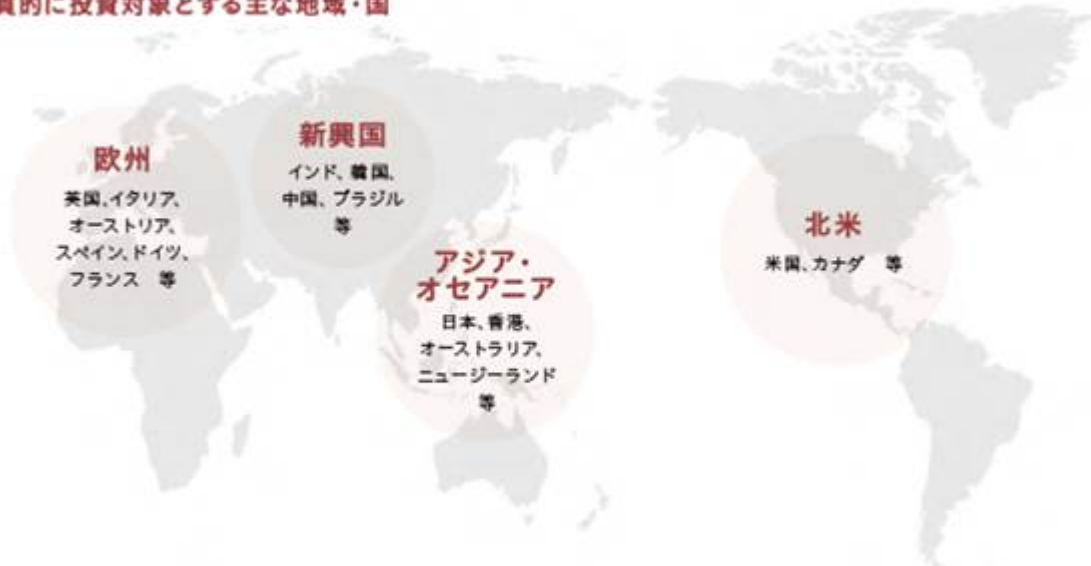 質的に投資対象とする主な地域・国
欧州
英国、イタリア、
オーストリア、
スペイン、ドイツ、
フランス 等
新興国
インド、韓国、
中国、ブラジル
等
アジア・
オセアニア
日本、香港、
オーストラリア、
ニュージーランド
等
北米
米国、カナダ 等